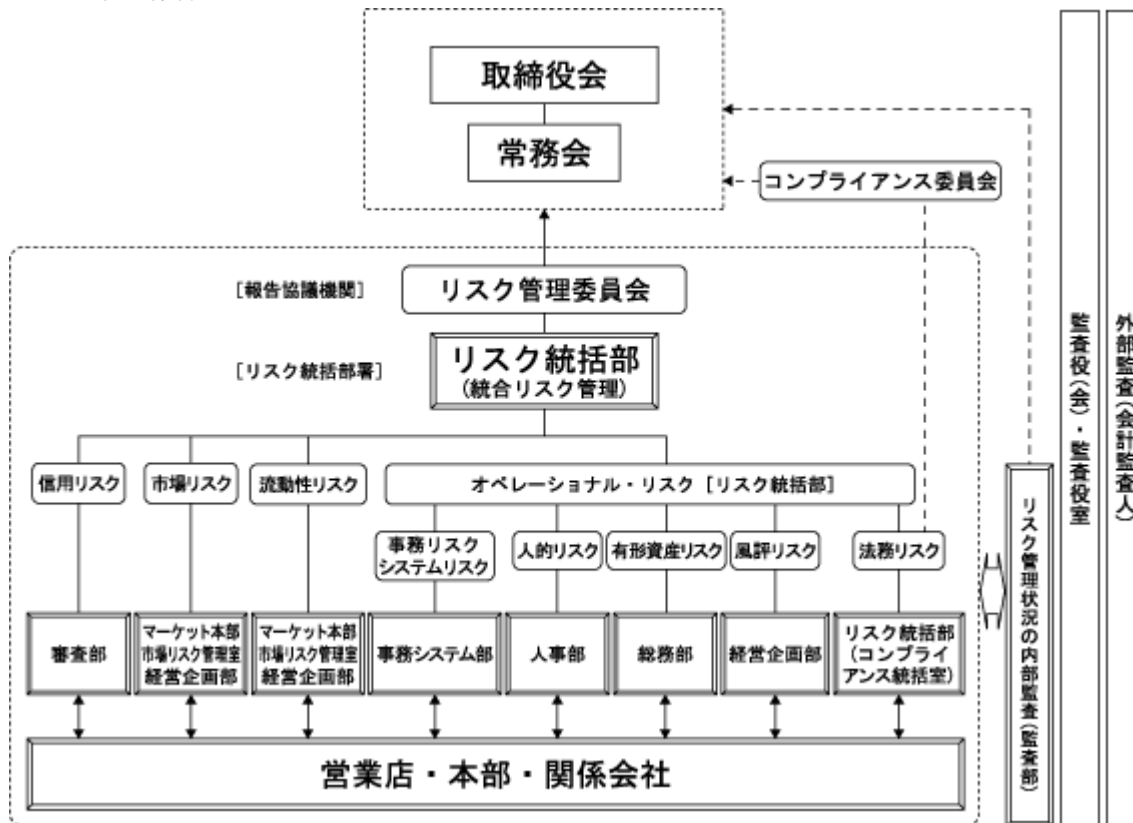 取締役会
常務会
コンプライアンス委員会
[報告協議機関]
リスク管理委員会
[リスク統括部署]
リスク統括部
(統合リスク管理)
信用リスク
市場リスク
流動性リスク
オペレーショナル・リスク [リスク統括部]
事務リスク
システムリスク
人的リスク
有形資産リスク
風評リスク
法務リスク
審査部
マーケット本部
市場リスク管理室
経営企画部
マーケット本部
市場リスク管理室
経営企画部
事務システム部
人事部
総務部
経営企画部
リスク統括部
(コンプライ
アンス統括室)
営業店・本部・関係会社
リスク管理状況の内部監査(監査部)
監査役(会)・監査役室
外部監査(会計監査人)